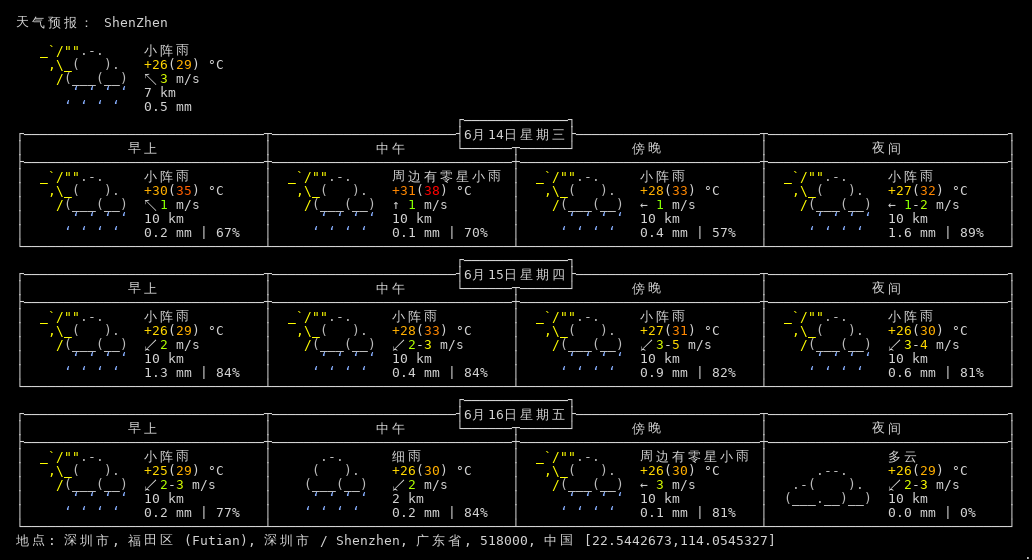 天气预报： ShenZhen
小阵雨
+26(29) °C
↖ 3 m/s
7 km
0.5 mm
6月14日星期三
早上 中午 傍晚 夜间
小阵雨 周边有零星小雨 小阵雨 小阵雨
+30(35) °C +31(38) °C +28(33) °C +27(32) °C
↖ 1 m/s ↑ 1 m/s ← 1 m/s ← 1-2 m/s
10 km 10 km 10 km 10 km
0.2 mm | 67% 0.1 mm | 70% 0.4 mm | 57% 1.6 mm | 89%
6月15日星期四
早上 中午 傍晚 夜间
小阵雨 小阵雨 小阵雨 小阵雨
+26(29) °C +28(33) °C +27(31) °C +26(30) °C
↙ 2 m/s ↙ 2-3 m/s ↙ 3-5 m/s ↙ 3-4 m/s
10 km 10 km 10 km 10 km
1.3 mm | 84% 0.4 mm | 84% 0.9 mm | 82% 0.6 mm | 81%
6月16日星期五
早上 中午 傍晚 夜间
小阵雨 细雨 周边有零星小雨 多云
+25(29) °C +26(30) °C +26(30) °C +26(29) °C
↙ 2-3 m/s ↙ 2 m/s ← 3 m/s ↙ 2-3 m/s
10 km 2 km 10 km 10 km
0.2 mm | 77% 0.2 mm | 84% 0.1 mm | 81% 0.0 mm | 0%
地点: 深圳市, 福田区 (Futian), 深圳市 / Shenzhen, 广东省, 518000, 中国 [22.5442673,114.0545327]